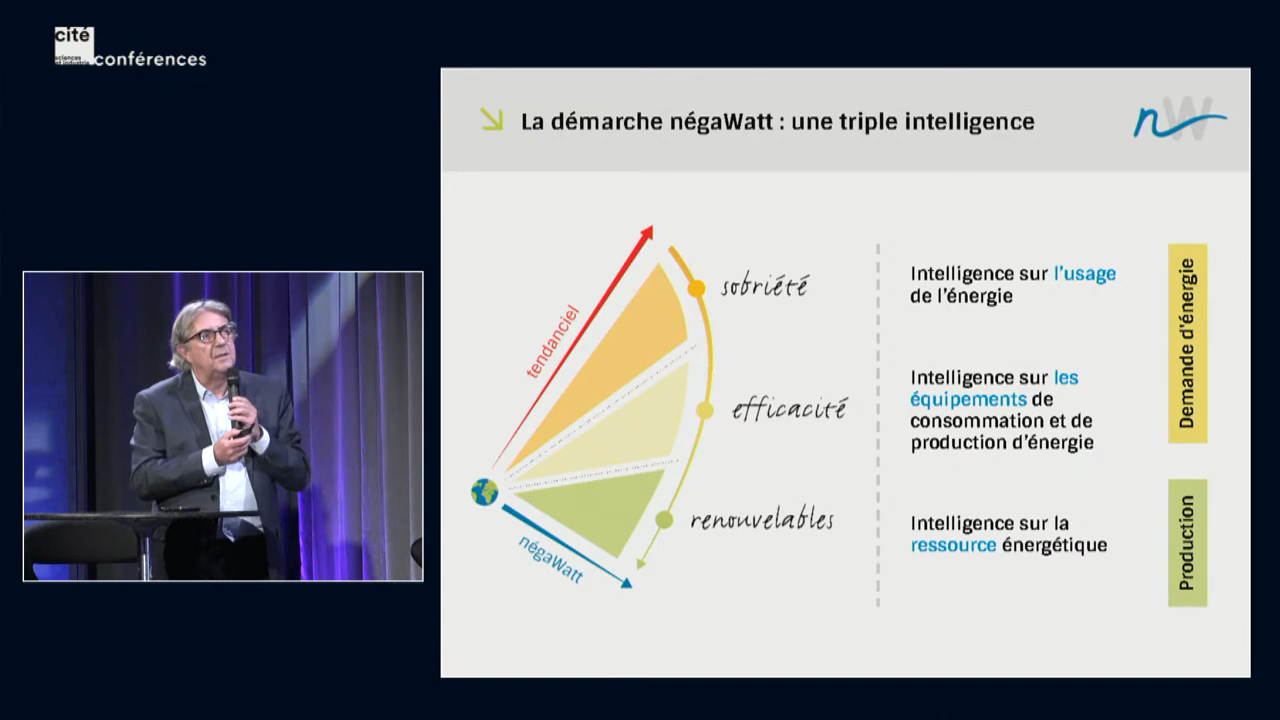 cité
sciences
et industrie
conférences
La démarche négaWatt : une triple intelligence
nW
tendanciel
sobriété
efficacité
renouvelables
négaWatt
Intelligence sur l'usage
de l'énergie
Intelligence sur les
équipements de
consommation et de
production d'énergie
Intelligence sur la
ressource énergétique
Demande d'énergie
Production